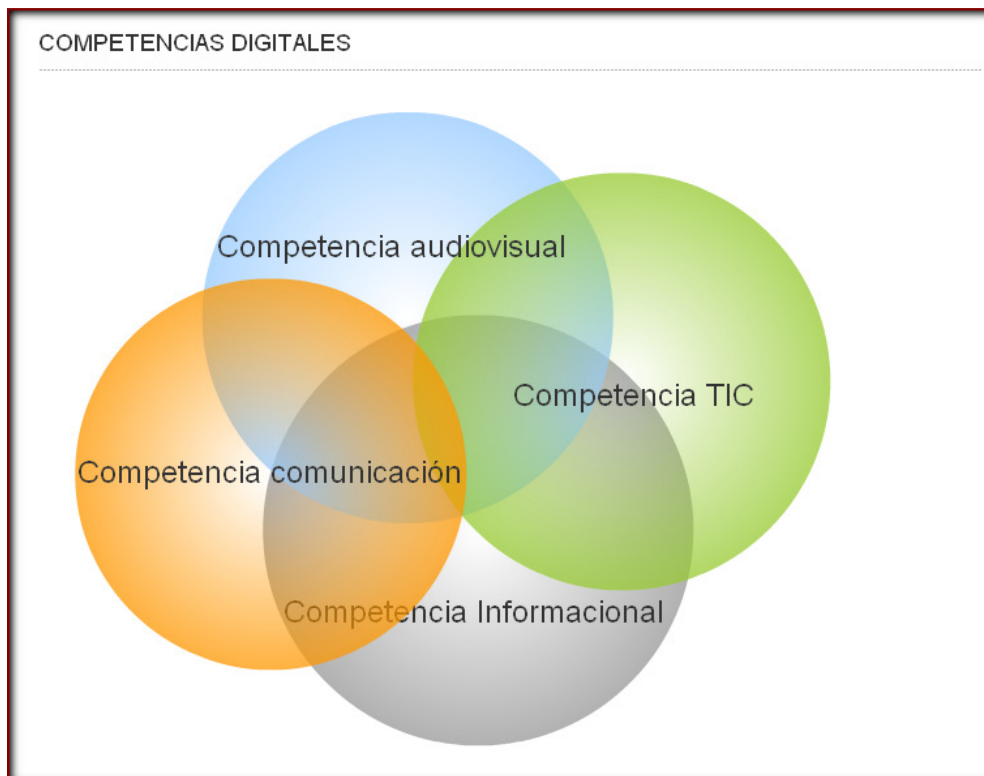 COMPETENCIAS DIGITALES
Competencia audiovisual
Competencia TIC
Competencia comunicación
Competencia Informacional